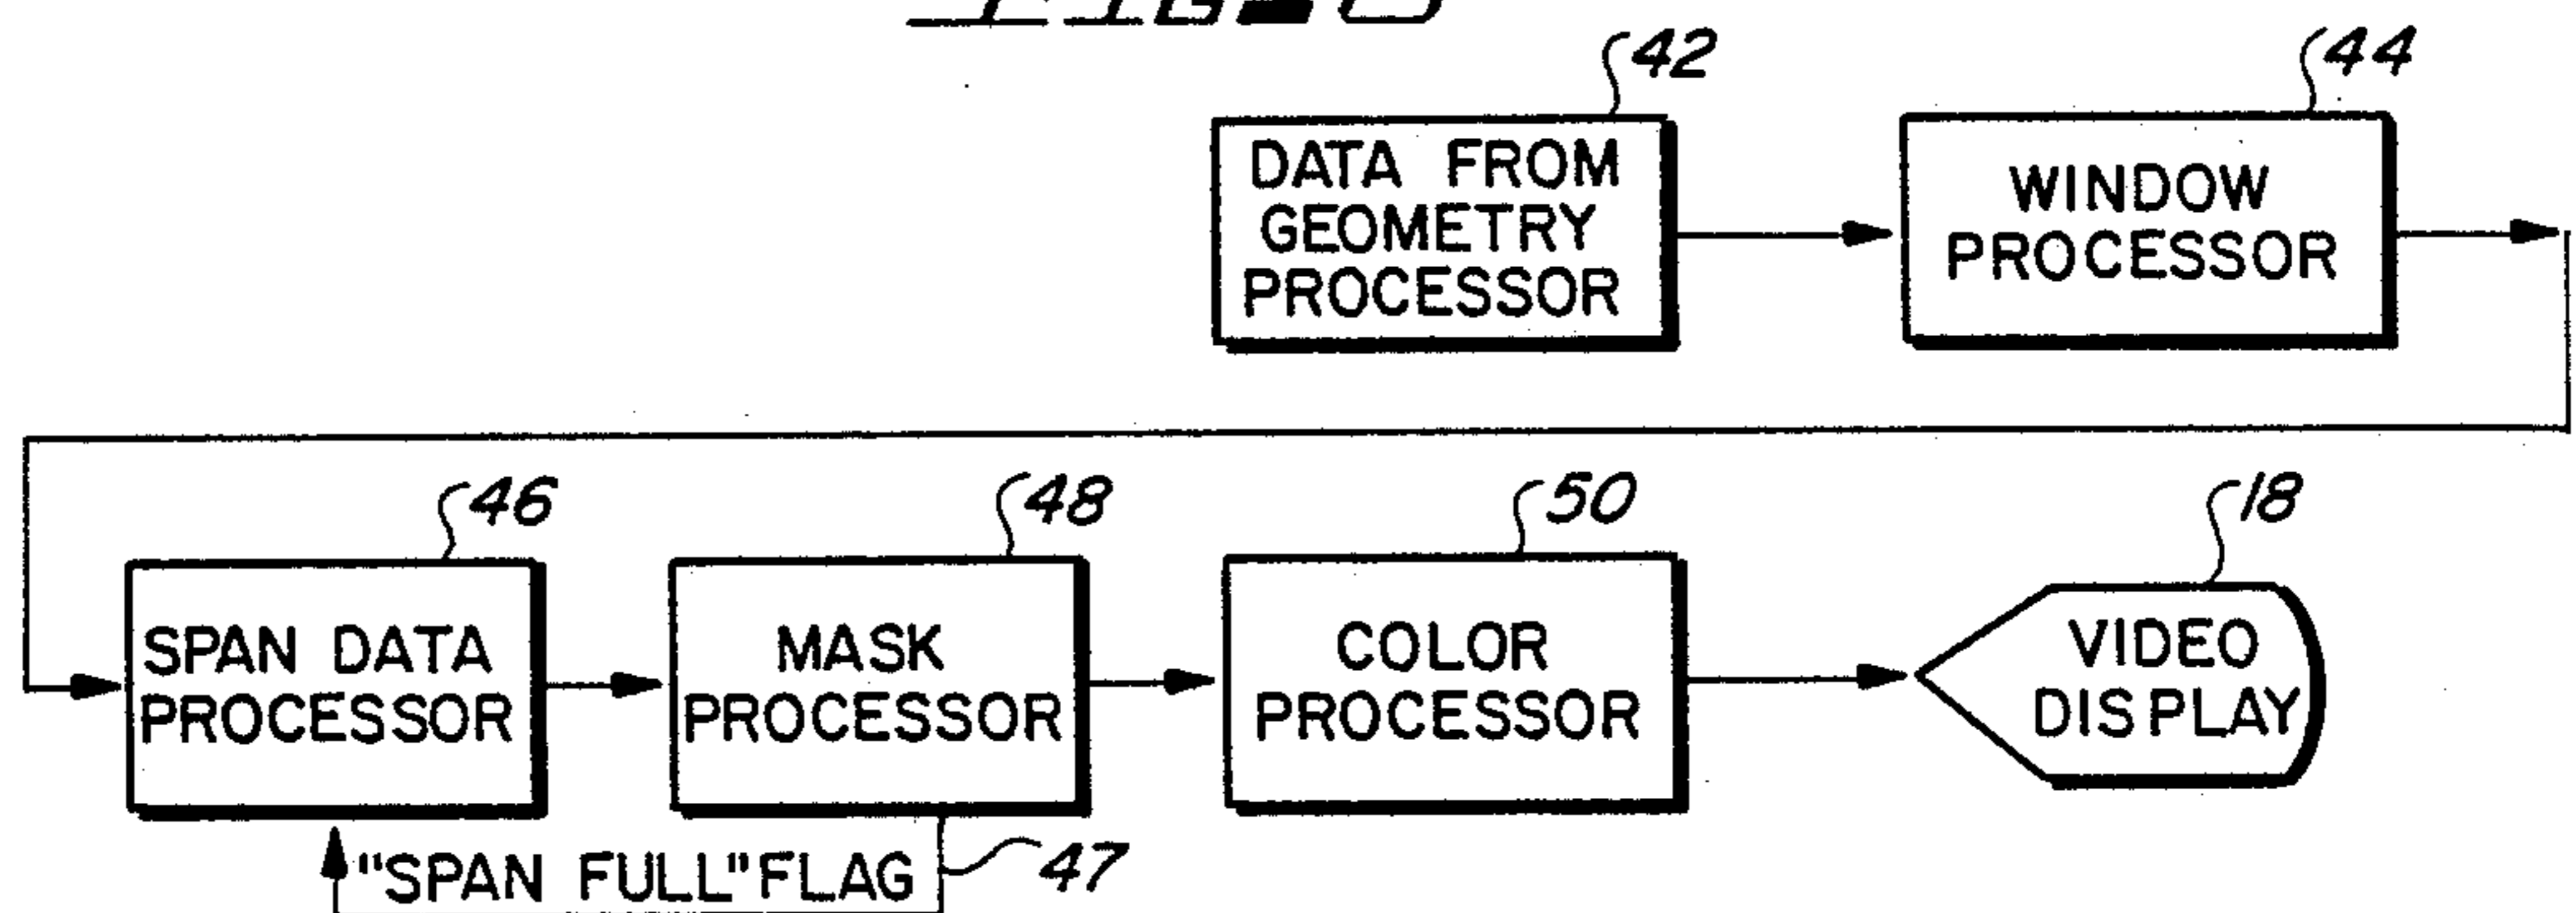 42
44
DATA FROM
GEOMETRY
PROCESSOR
WINDOW
PROCESSOR
46
48
50
18
SPAN DATA
PROCESSOR
MASK
PROCESSOR
COLOR
PROCESSOR
VIDEO
DISPLAY
"SPAN FULL" FLAG
47